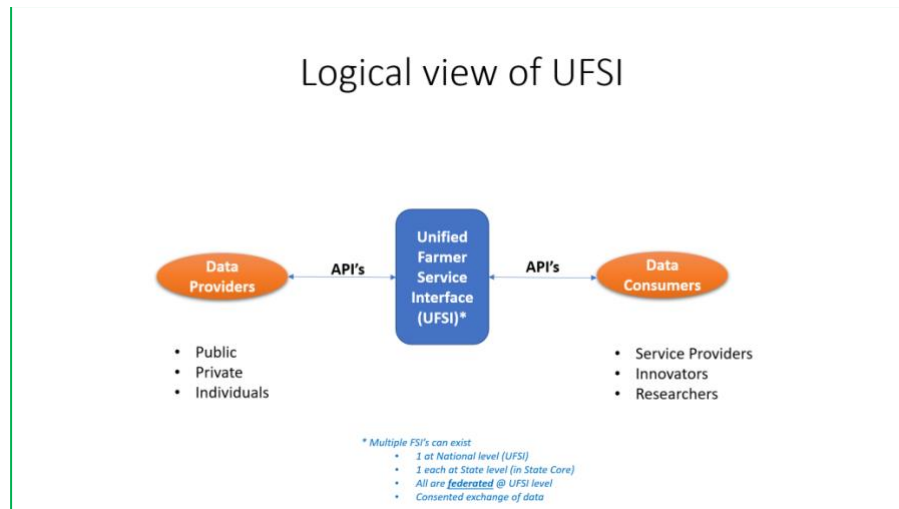 Logical view of UFSI
Data
Providers
API's
Unified
Farmer
Service
Interface
(UFSI)*
API's
Data
Consumers
• Public
• Private
• Individuals
• Service Providers
• Innovators
• Researchers
* Multiple FSI's can exist
• 1 at National level (UFSI)
• 1 each at State level (in State Core)
• All are federated @ UFSI level
• Consented exchange of data